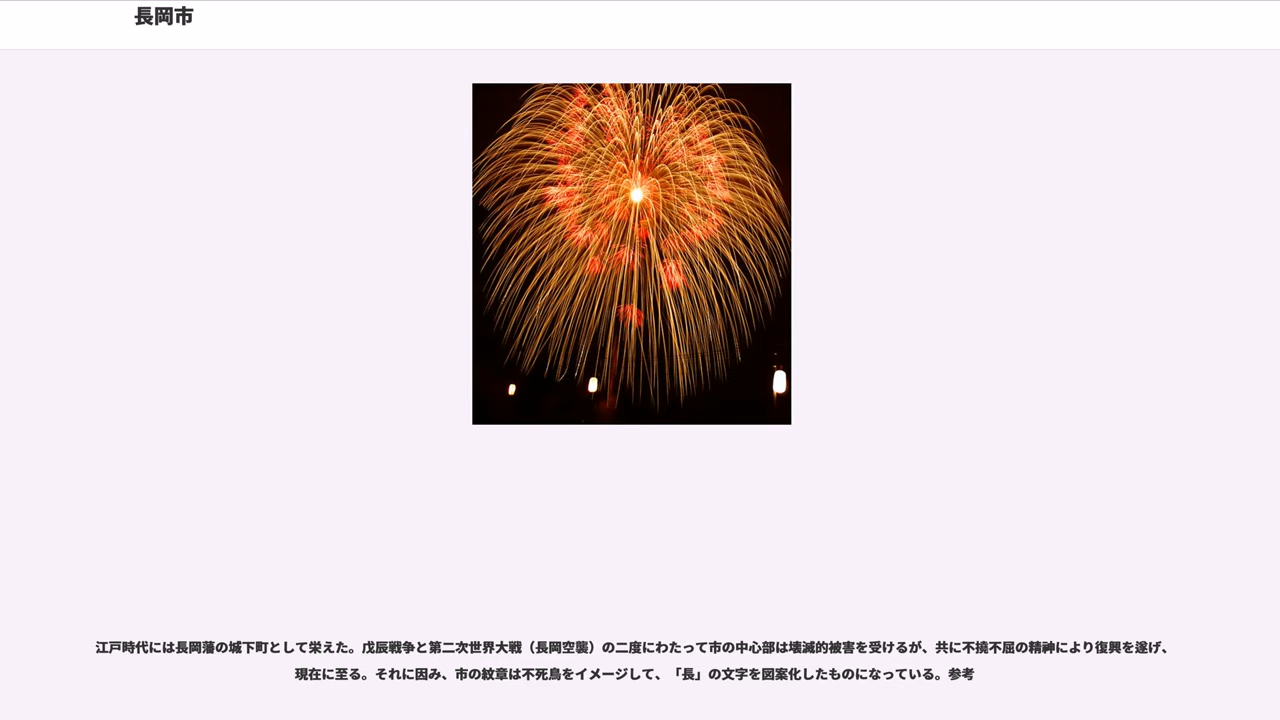 長岡市
江戸時代には長岡藩の城下町として栄えた。戊辰戦争と第二次世界大戦（長岡空襲）の二度にわたって市の中心部は壊滅的被害を受けるが、共に不撓不屈の精神により復興を遂げ、
現在に至る。それに因み、市の紋章は不死鳥をイメージして、「長」の文字を図案化したものになっている。参考